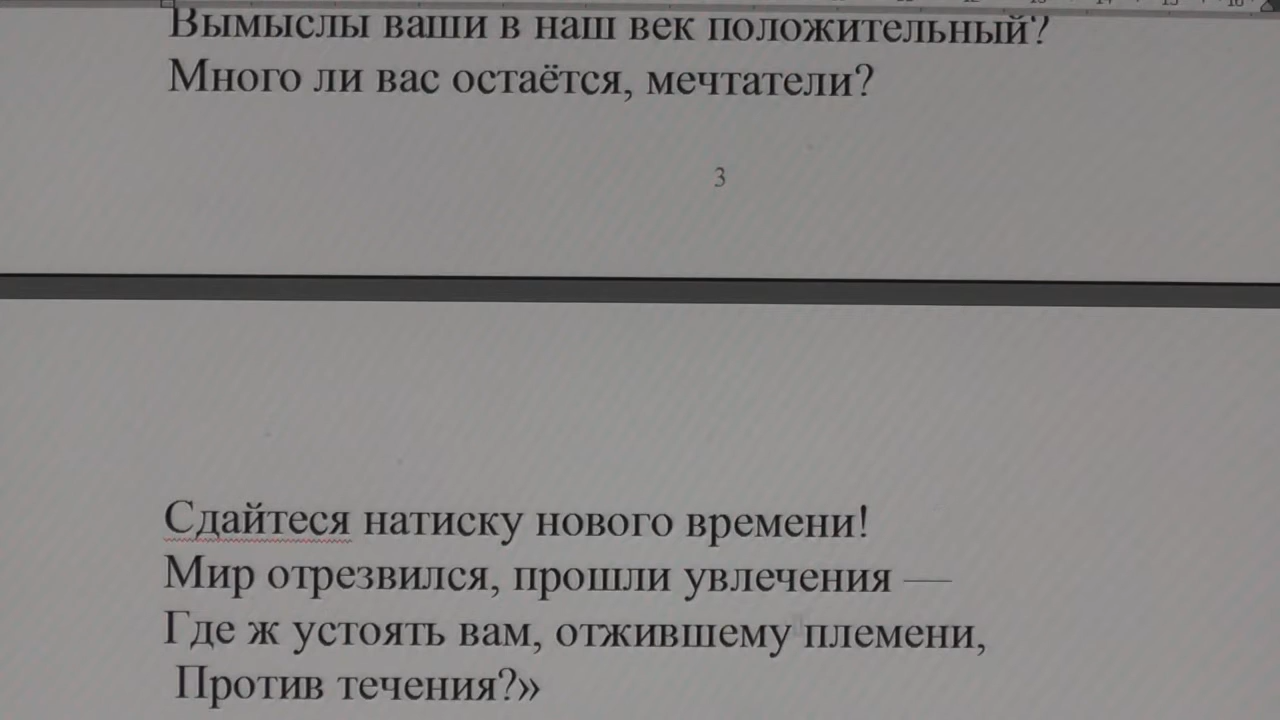 Вымыслы ваши в наш век положительный?
Много ли вас остаётся, мечтатели?
3
Сдайтеся натиску нового времени!
Мир отрезвился, прошли увлечения —
Где ж устоять вам, отжившему племени,
Против течения?»